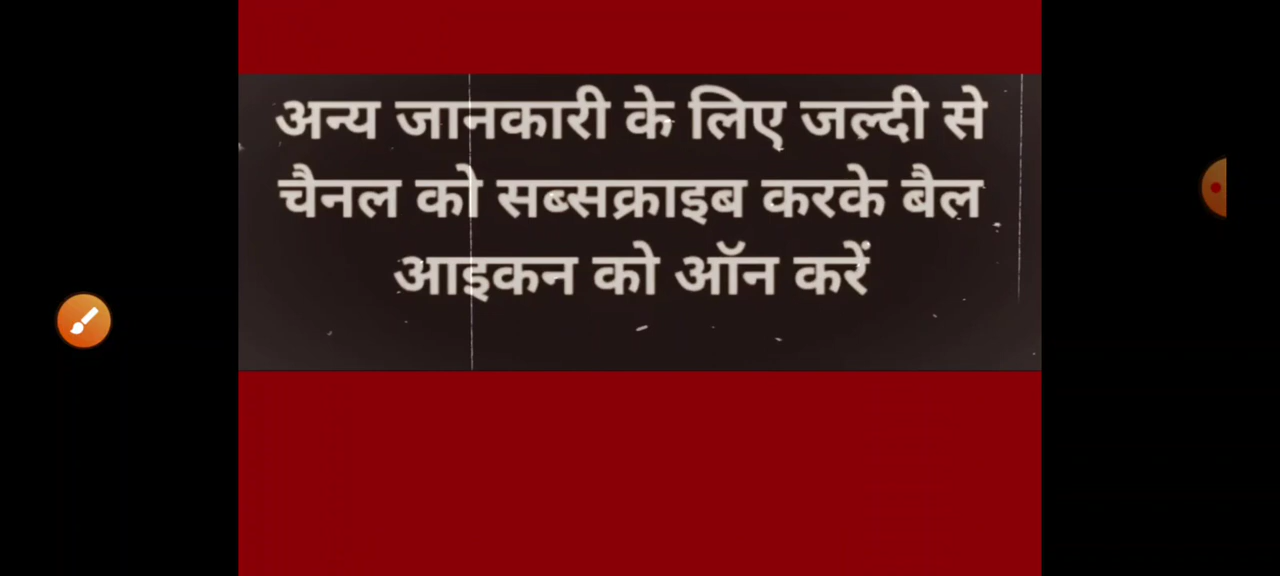 अन्य जानकारी के लिए जल्दी से
चैनल को सब्सक्राइब करके बैल
आइकन को ऑन करें